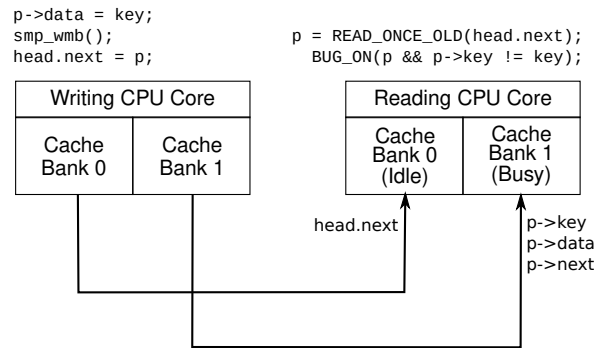 p->data = key;
smp_wmb();
head.next = p;
p = READ_ONCE_OLD(head.next);
BUG_ON(p && p->key != key);
Writing CPU Core
Cache
Bank 0
Cache
Bank 1
Reading CPU Core
Cache
Bank 0
(Idle)
Cache
Bank 1
(Busy)
head.next
p->key
p->data
p->next